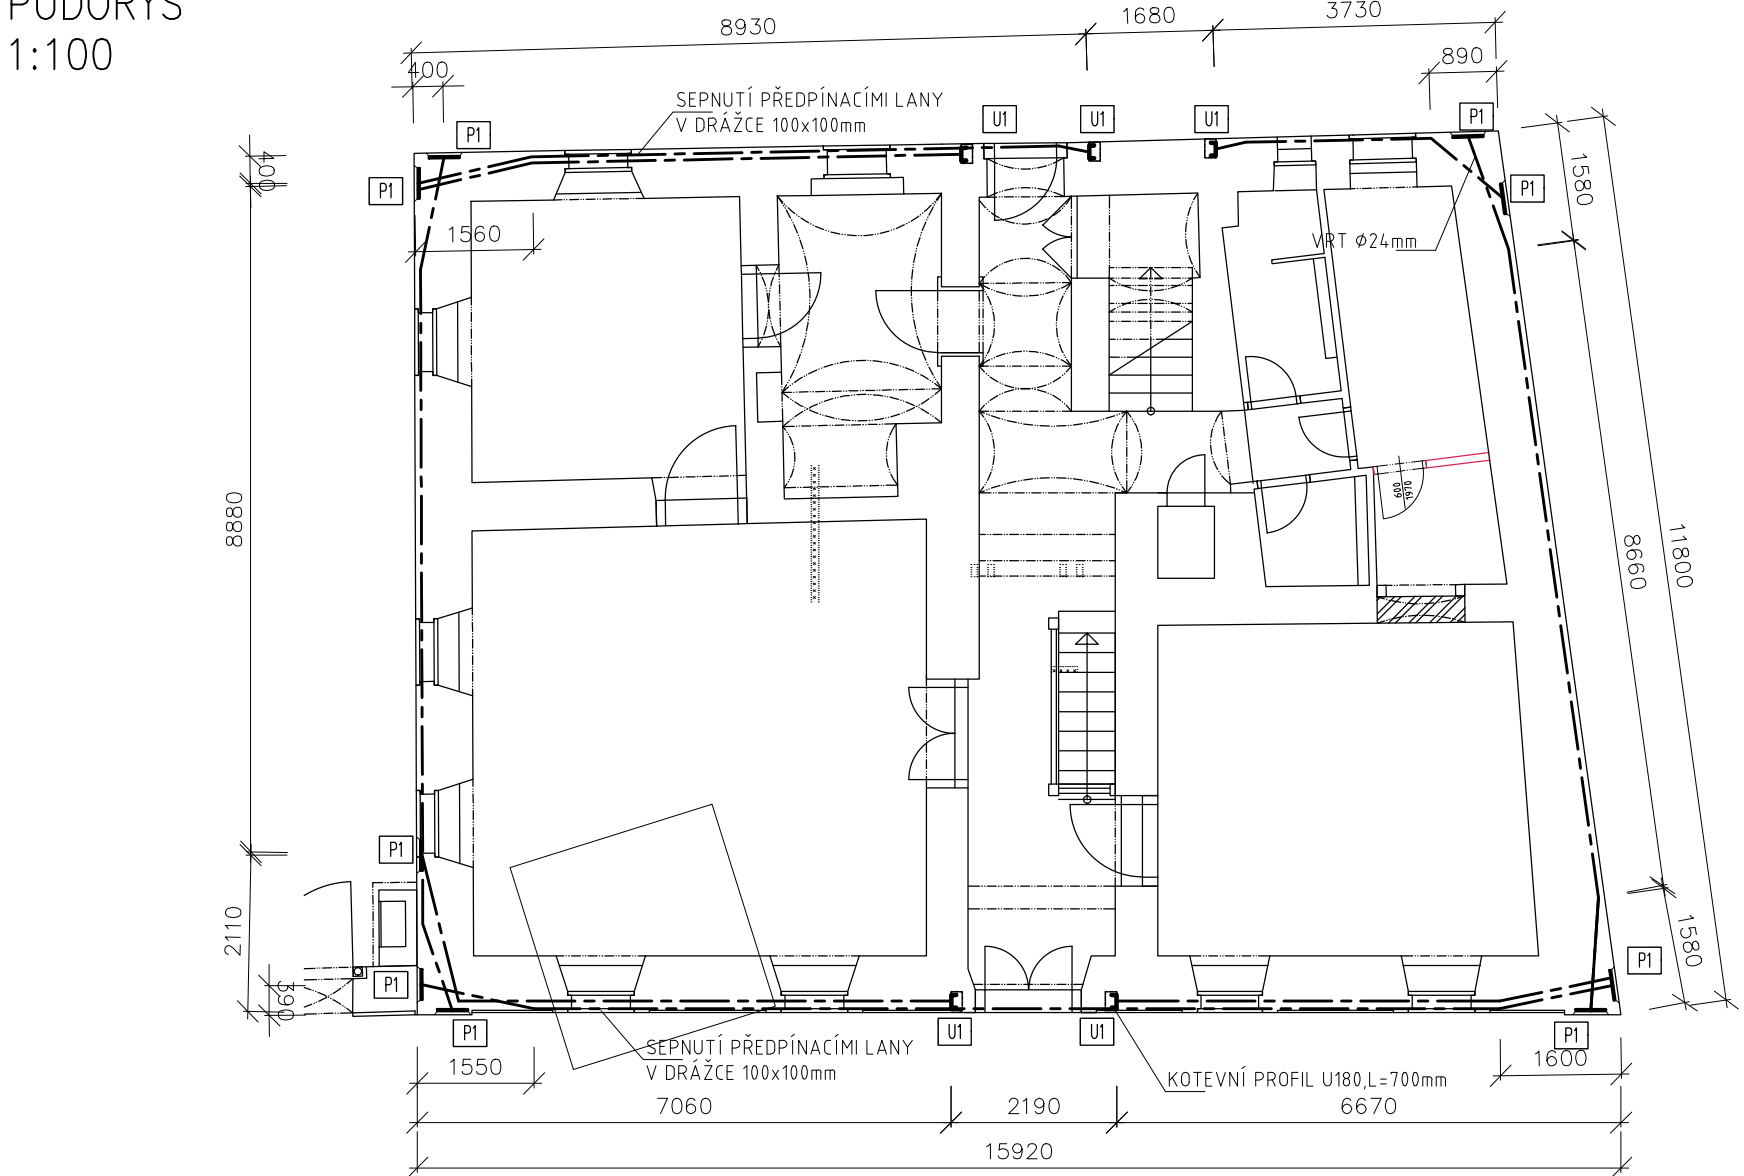 PŮDORYS
1:100
8930
1680
3730
400
890
SEPNUTÍ PŘEDPÍNACÍMI LANY
V DRÁŽCE 100x100mm
P1
U1
U1
U1
P1
400
P1
P1
1580
1560
VRT Ø24mm
600
1970
8880
8660
11800
P1
2110
390
P1
P1
1580
P1
U1
U1
P1
SEPNUTÍ PŘEDPÍNACÍMI LANY
V DRÁŽCE 100x100mm
1550
1600
KOTEVNÍ PROFIL U180,L=700mm
7060
2190
6670
15920